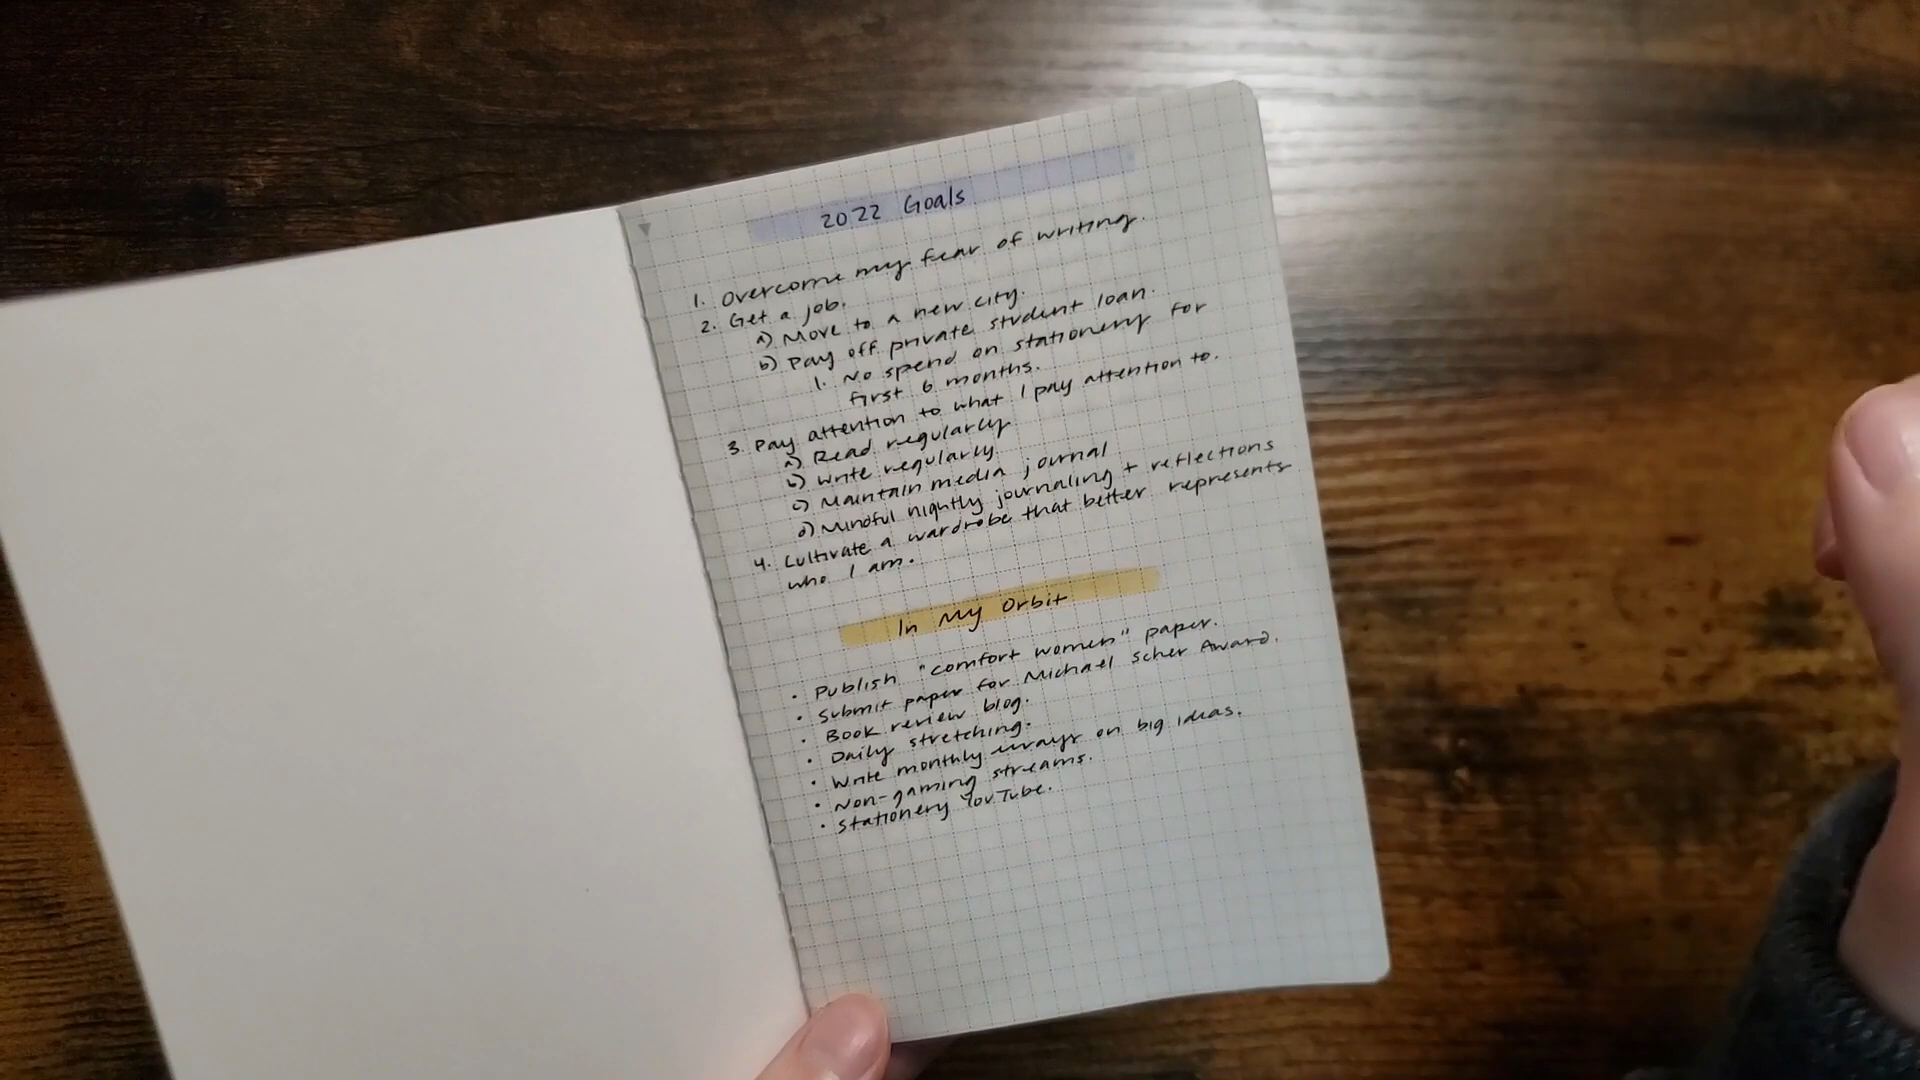 2022 Goals
1. Overcome my fear of writing.
2. Get a job.
a) Move to a new city.
b) Pay off private student loan.
1. No spend on stationery for
first 6 months.
3. Pay attention to what I pay attention to.
a) Read regularly
b) Write regularly
c) Maintain media journal
d) Mindful nightly journaling + reflections
4. Cultivate a wardrobe that better represents
who I am.
In My Orbit
• Publish "comfort women" paper.
• Submit paper for Michael Scher Award.
• Book review blog.
• Daily stretching.
• Write monthly essays on big ideas.
• Non-gaming streams.
• Stationery YouTube.